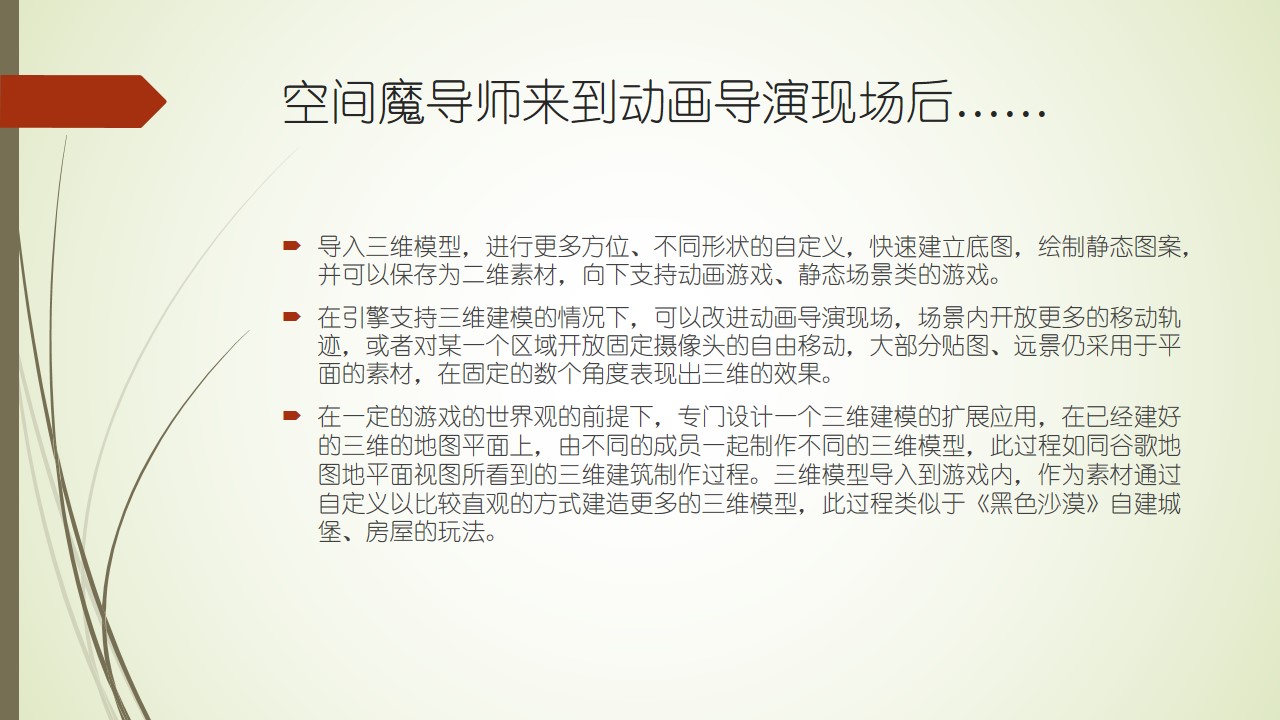 空间魔导师来到动画导演现场后……
导入三维模型，进行更多方位、不同形状的自定义，快速建立底图，绘制静态图案，
并可以保存为二维素材，向下支持动画游戏、静态场景类的游戏。
在引擎支持三维建模的情况下，可以改进动画导演现场，场景内开放更多的移动轨
迹，或者对某一个区域开放固定摄像头的自由移动，大部分贴图、远景仍采用于平
面的素材，在固定的数个角度表现出三维的效果。
在一定的游戏的世界观的前提下，专门设计一个三维建模的扩展应用，在已经建好
的三维的地图平面上，由不同的成员一起制作不同的三维模型，此过程如同谷歌地
图地平面视图所看到的三维建筑制作过程。三维模型导入到游戏内，作为素材通过
自定义以比较直观的方式建造更多的三维模型，此过程类似于《黑色沙漠》自建城
堡、房屋的玩法。